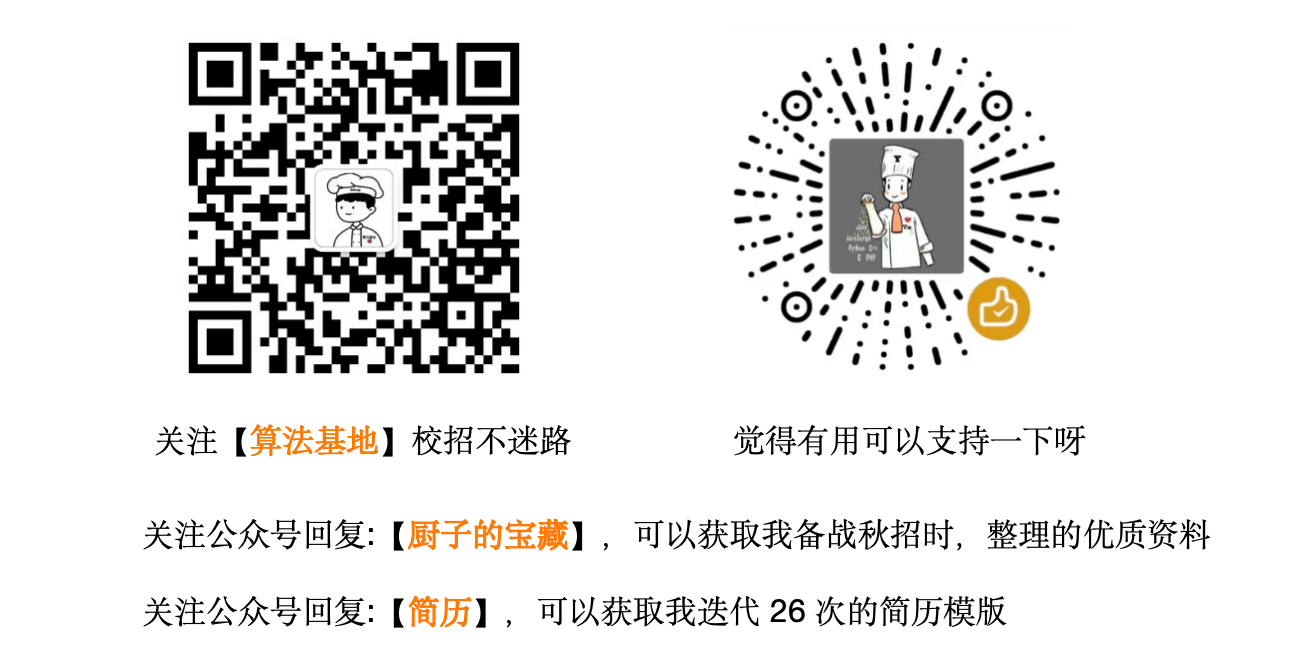 JavaScript
Python C++
C PHP
关注【算法基地】校招不迷路
觉得有用可以支持一下呀
关注公众号回复:【厨子的宝藏】，可以获取我备战秋招时，整理的优质资料
关注公众号回复:【简历】，可以获取我迭代 26 次的简历模版